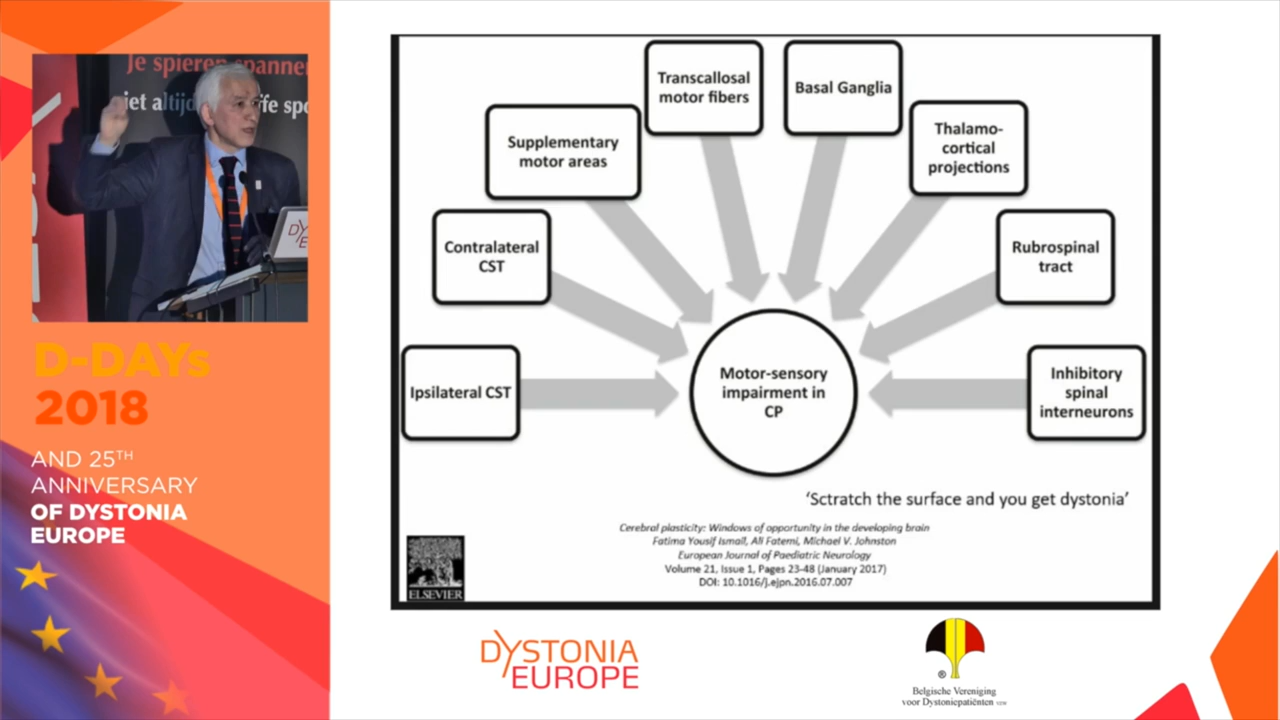 Je spieren spanne
iet altijd
fe sp
D-DAYs
2018
AND 25TH
ANNIVERSARY
OF DYSTONIA
EUROPE
Transcallosal
motor fibers
Basal Ganglia
Supplementary
motor areas
Thalamo-
cortical
projections
Contralateral
CST
Rubrospinal
tract
Ipsilateral CST
Motor-sensory
impairment in
CP
Inhibitory
spinal
interneurons
‘Sctratch the surface and you get dystonia’
Cerebral plasticity: Windows of opportunity in the developing brain
Fatima Yousif Ismail, Ali Fatemi, Michael V. Johnston
European Journal of Paediatric Neurology
Volume 21, Issue 1, Pages 23-48 (January 2017)
DOI: 10.1016/j.ejpn.2016.07.007
ELSEVIER
DYSTONIA
EUROPE
®
Belgische Vereniging
voor Dystoniepatiënten vzw